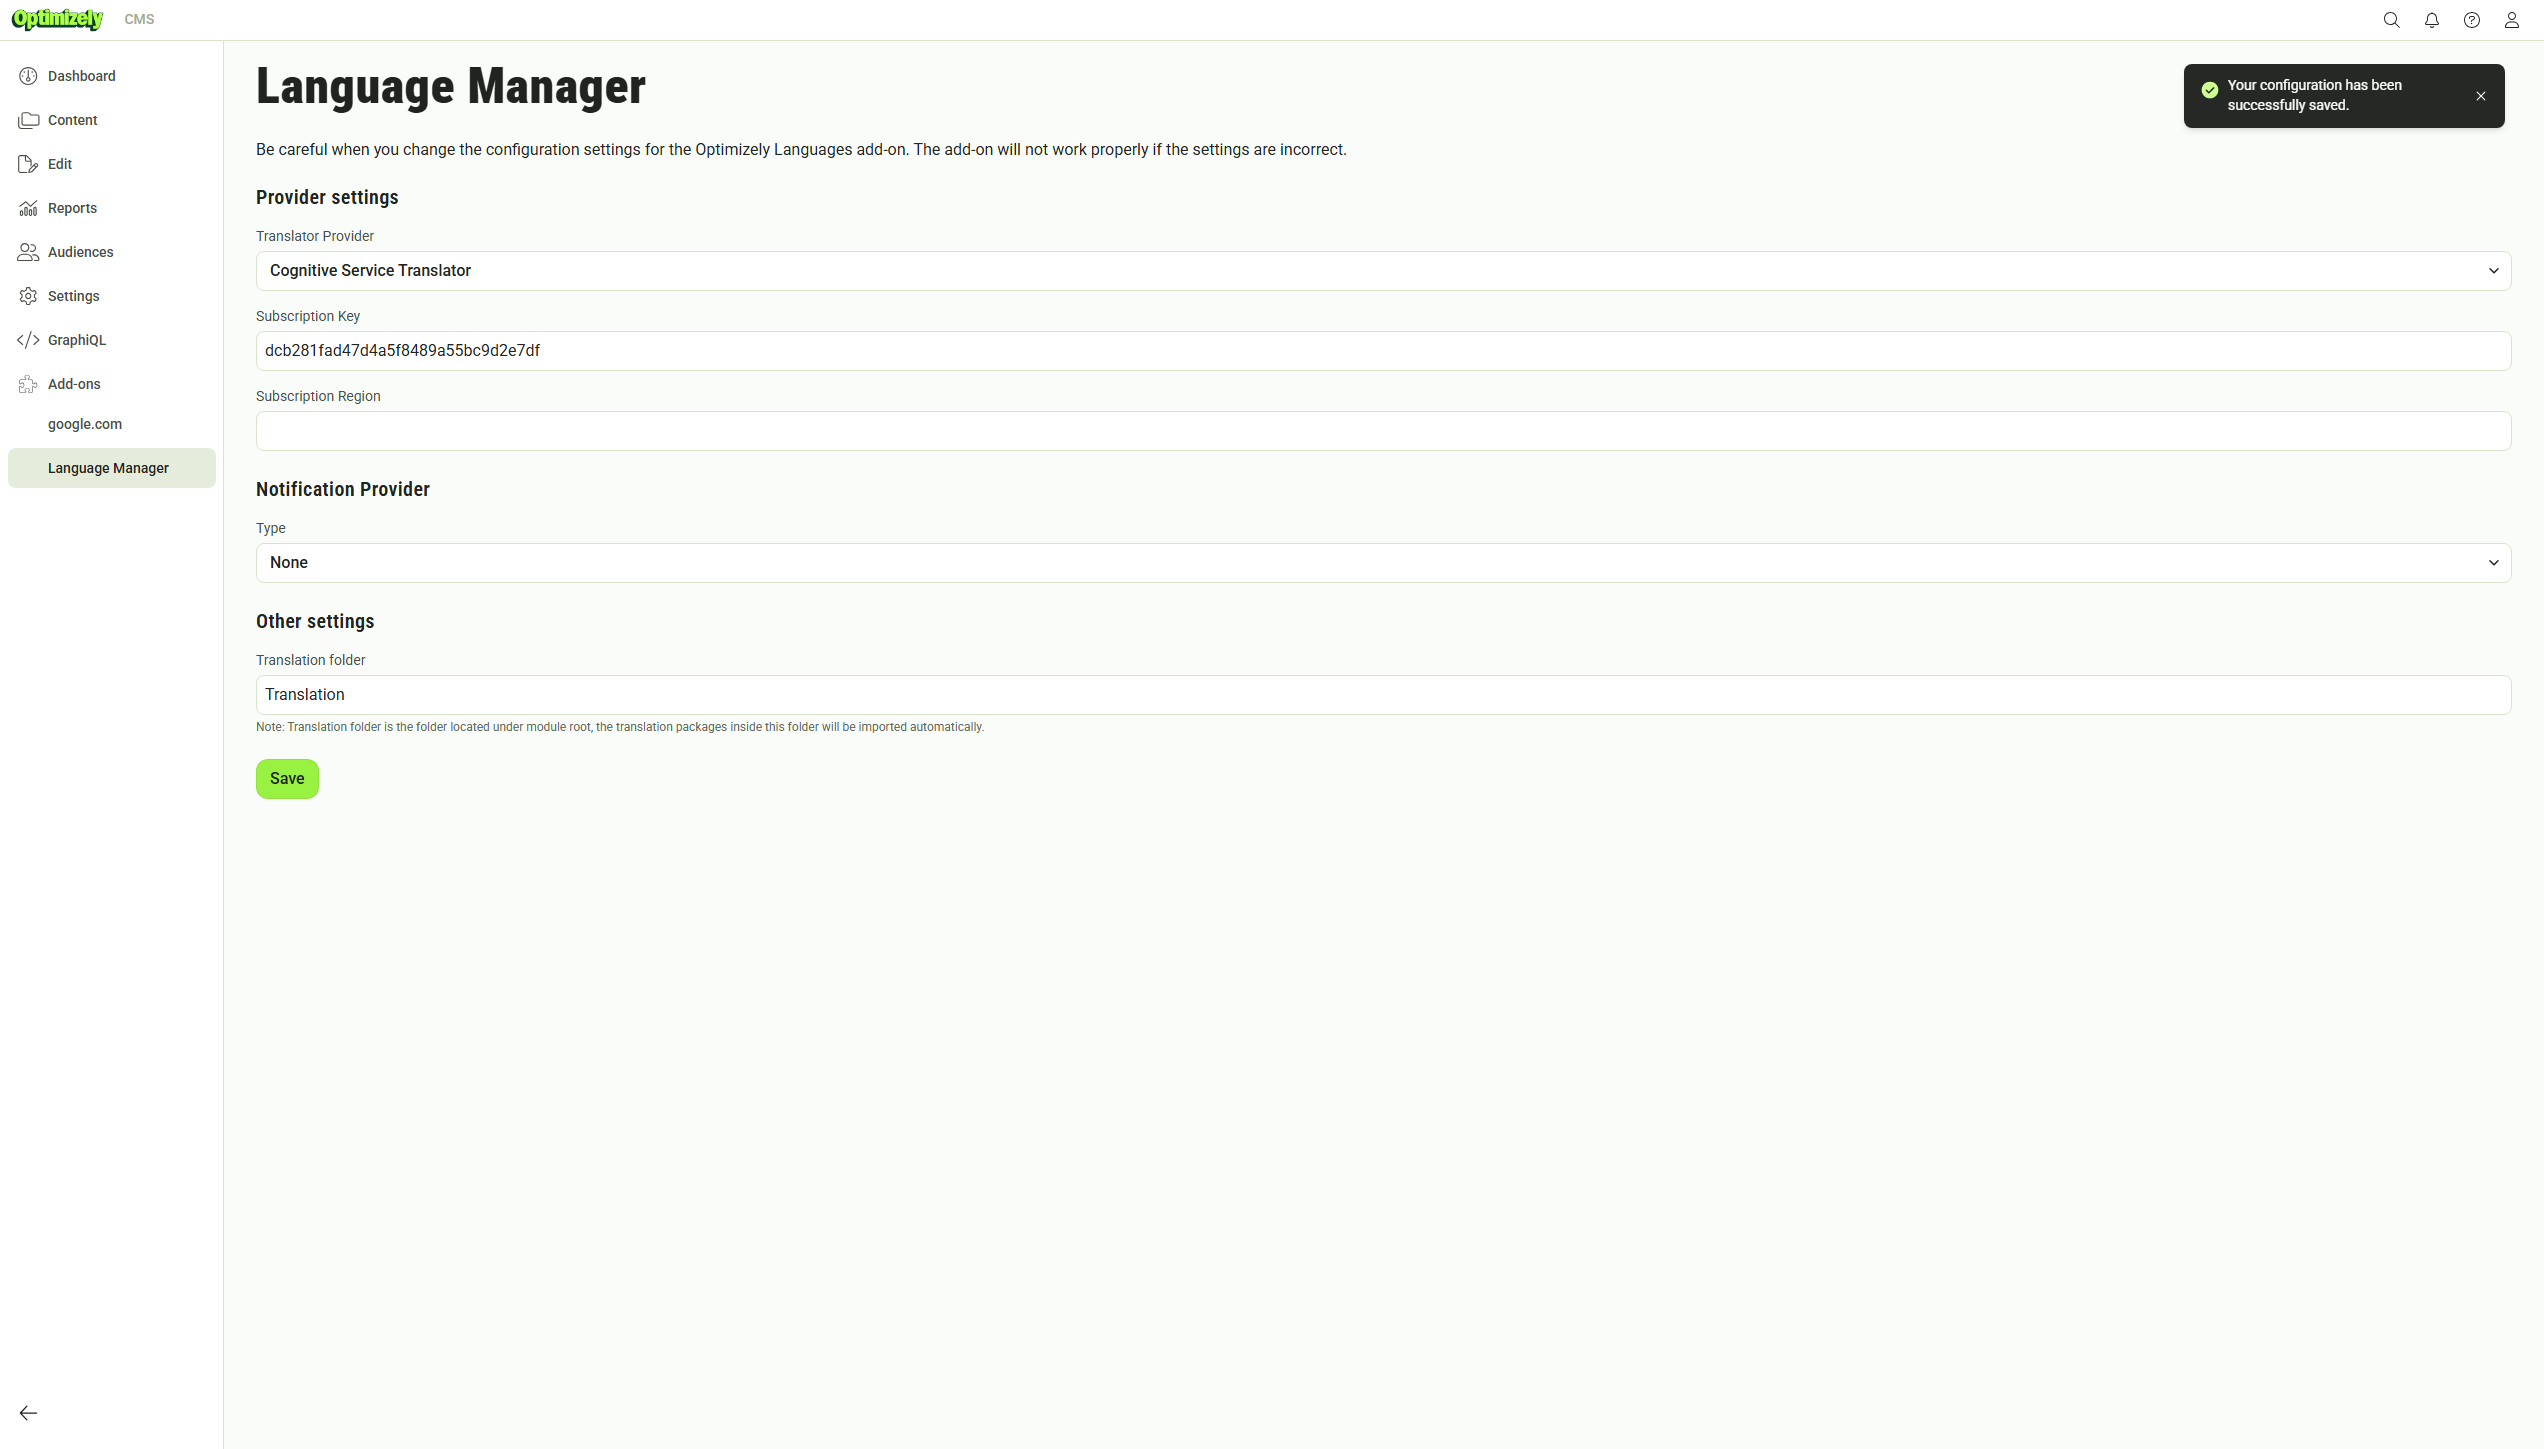 Optimizely CMS
Dashboard
Content
Edit
Reports
Audiences
Settings
GraphiQL
Add-ons
google.com
Language Manager
Language Manager
Your configuration has been
successfully saved.
Be careful when you change the configuration settings for the Optimizely Languages add-on. The add-on will not work properly if the settings are incorrect.
Provider settings
Translator Provider
Cognitive Service Translator
Subscription Key
dcb281fad47d4a5f8489a55bc9d2e7df
Subscription Region
Notification Provider
Type
None
Other settings
Translation folder
Translation
Note: Translation folder is the folder located under module root, the translation packages inside this folder will be imported automatically.
Save